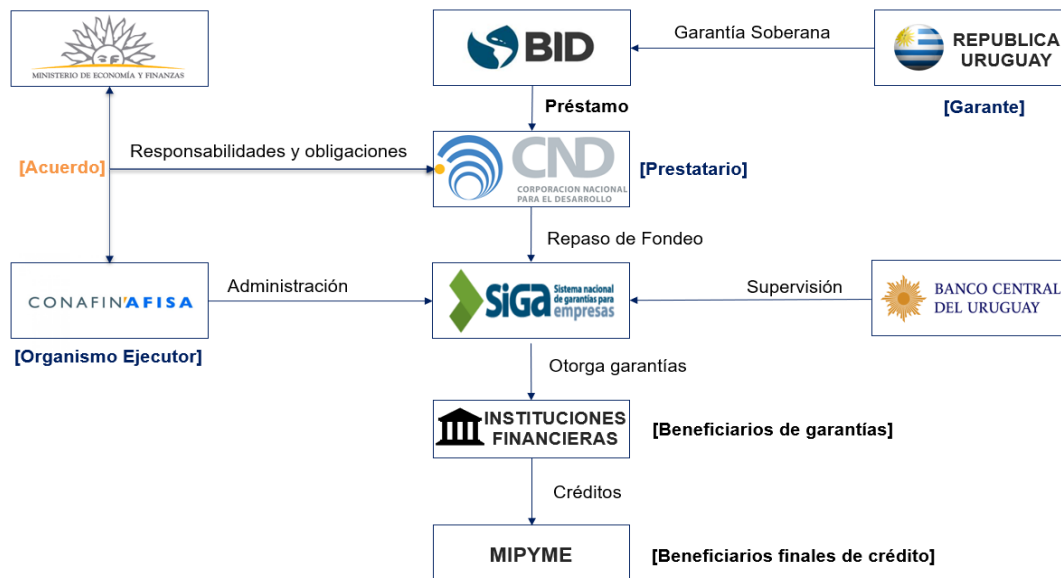 MINISTERIO DE ECONOMÍA Y FINANZAS
BID
Garantía Soberana
REPUBLICA
URUGUAY
[Garante]
Préstamo
[Acuerdo]
Responsabilidades y obligaciones
CND
CORPORACION NACIONAL
PARA EL DESARROLLO
[Prestatario]
Repaso de Fondeo
CONAFIN'AFISA
[Organismo Ejecutor]
Administración
SiGa
Sistema nacional
de garantías para
empresas
Supervisión
BANCO CENTRAL
DEL URUGUAY
Otorga garantías
INSTITUCIONES
FINANCIERAS
[Beneficiarios de garantías]
Créditos
MIPYME
[Beneficiarios finales de crédito]